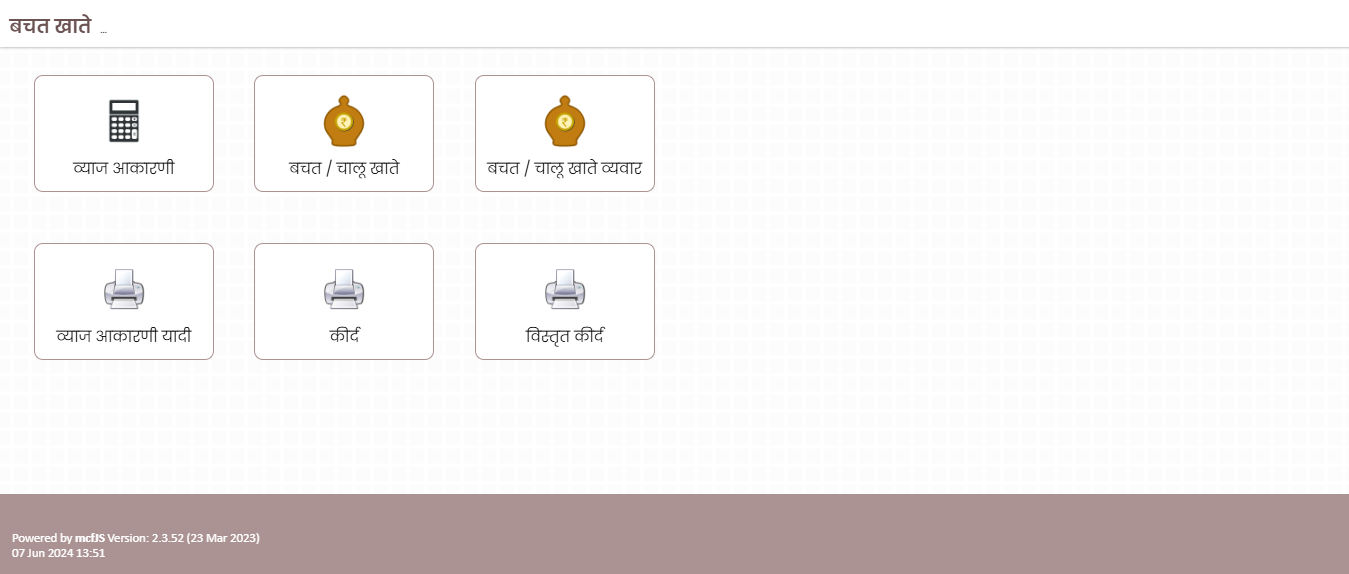 बचत खाते ...
व्याज आकारणी
बचत / चालू खाते
बचत / चालू खाते व्यवार
व्याज आकारणी यादी
कीर्द
विस्तृत कीर्द
Powered by mcfJS Version: 2.3.52 (23 Mar 2023)
07 Jun 2024 13:51